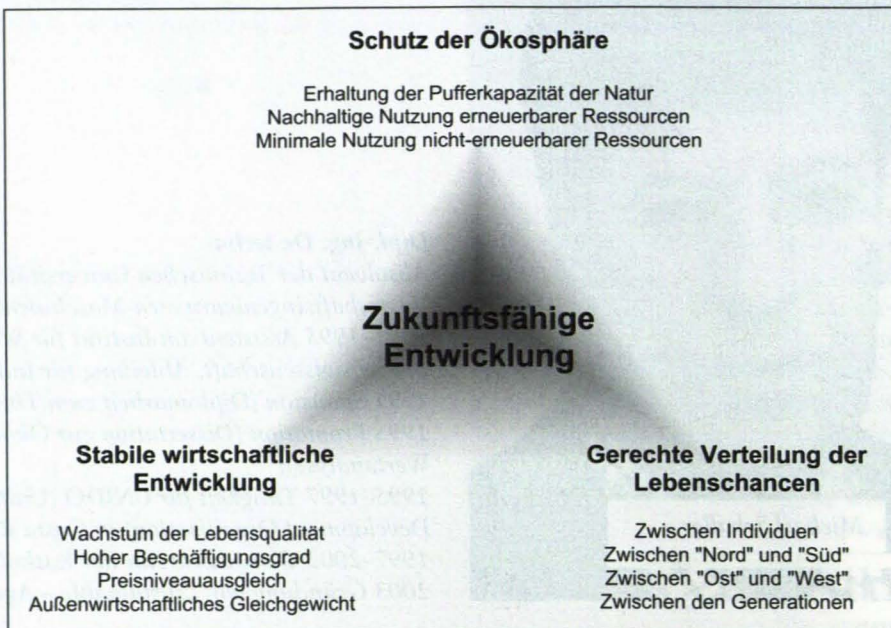 Schutz der Ökosphäre
Erhaltung der Pufferkapazität der Natur
Nachhaltige Nutzung erneuerbarer Ressourcen
Minimale Nutzung nicht-erneuerbarer Ressourcen
Zukunftsfähige
Entwicklung
Stabile wirtschaftliche
Entwicklung
Wachstum der Lebensqualität
Hoher Beschäftigungsgrad
Preisniveauausgleich
Außenwirtschaftliches Gleichgewicht
Gerechte Verteilung der
Lebenschancen
Zwischen Individuen
Zwischen "Nord" und "Süd"
Zwischen "Ost" und "West"
Zwischen den Generationen